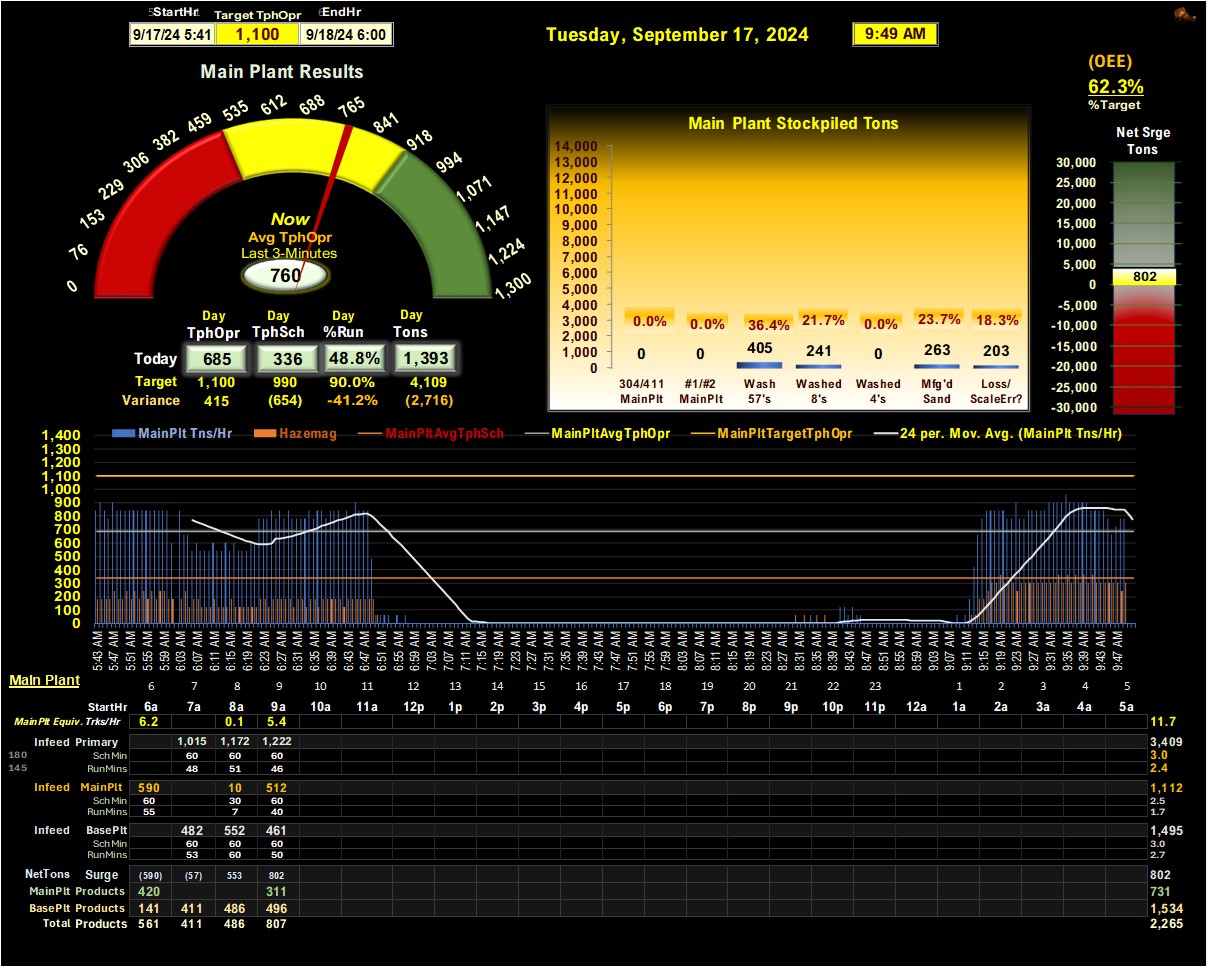 StartHr Target TphOpr EndHr
9/17/24 5:41 1,100 9/18/24 6:00
Tuesday, September 17, 2024 9:49 AM
(OEE)
62.3%
%Target
Main Plant Results
0 76 153 229 306 382 459 535 612 688 765 841 918 994 1,071 1,147 1,224 1,300
Now
Avg TphOpr
Last 3-Minutes
760
Day Day Day Day
TphOpr TphSch %Run Tons
Today 685 336 48.8% 1,393
Target 1,100 990 90.0% 4,109
Variance 415 (654) -41.2% (2,716)
Main Plant Stockpiled Tons
14,000
13,000
12,000
11,000
10,000
9,000
8,000
7,000
6,000
5,000
4,000
3,000
2,000
1,000
0
0.0% 0.0% 36.4% 21.7% 0.0% 23.7% 18.3%
0 0 405 241 0 263 203
304/411 #1/#2 Wash Washed Washed Mfg'd Loss/
MainPlt MainPlt 57's 8's 4's Sand ScaleErr?
Net Srge
Tons
30,000
25,000
20,000
15,000
10,000
5,000
0
-5,000
-10,000
-15,000
-20,000
-25,000
-30,000
802
MainPlt Tns/Hr Hazemag MainPltAvgTphSch MainPltAvgTphOpr MainPltTargetTphOpr 24 per. Mov. Avg. (MainPlt Tns/Hr)
1,400
1,300
1,200
1,100
1,000
900
800
700
600
500
400
300
200
100
0
5:43 AM 5:47 AM 5:51 AM 5:55 AM 5:59 AM 6:03 AM 6:07 AM 6:11 AM 6:15 AM 6:19 AM 6:23 AM 6:27 AM 6:31 AM 6:35 AM 6:39 AM 6:43 AM 6:47 AM 6:51 AM 6:55 AM 6:59 AM 7:03 AM 7:07 AM 7:11 AM 7:15 AM 7:19 AM 7:23 AM 7:27 AM 7:31 AM 7:35 AM 7:39 AM 7:43 AM 7:47 AM 7:51 AM 7:55 AM 7:59 AM 8:03 AM 8:07 AM 8:11 AM 8:15 AM 8:19 AM 8:23 AM 8:27 AM 8:31 AM 8:35 AM 8:39 AM 8:43 AM 8:47 AM 8:51 AM 8:55 AM 8:59 AM 9:03 AM 9:07 AM 9:11 AM 9:15 AM 9:19 AM 9:23 AM 9:27 AM 9:31 AM 9:35 AM 9:39 AM 9:43 AM 9:47 AM
Main Plant
6 7 8 9 10 11 12 13 14 15 16 17 18 19 20 21 22 23 1 2 3 4 5
StartHr 6a 7a 8a 9a 10a 11a 12p 1p 2p 3p 4p 5p 6p 7p 8p 9p 10p 11p 12a 1a 2a 3a 4a 5a
MainPlt Equiv. Trks/Hr 6.2 0.1 5.4 11.7
Infeed Primary 1,015 1,172 1,222 3,409
180 Sch Min 60 60 60 3.0
145 RunMins 48 51 46 2.4
Infeed MainPlt 590 10 512 1,112
Sch Min 60 30 60 2.5
RunMins 55 7 40 1.7
Infeed BasePlt 482 552 461 1,495
Sch Min 60 60 60 3.0
RunMins 53 60 50 2.7
NetTons Surge (590) (57) 553 802 802
MainPlt Products 420 311 731
BasePlt Products 141 411 486 496 1,534
Total Products 561 411 486 807 2,265